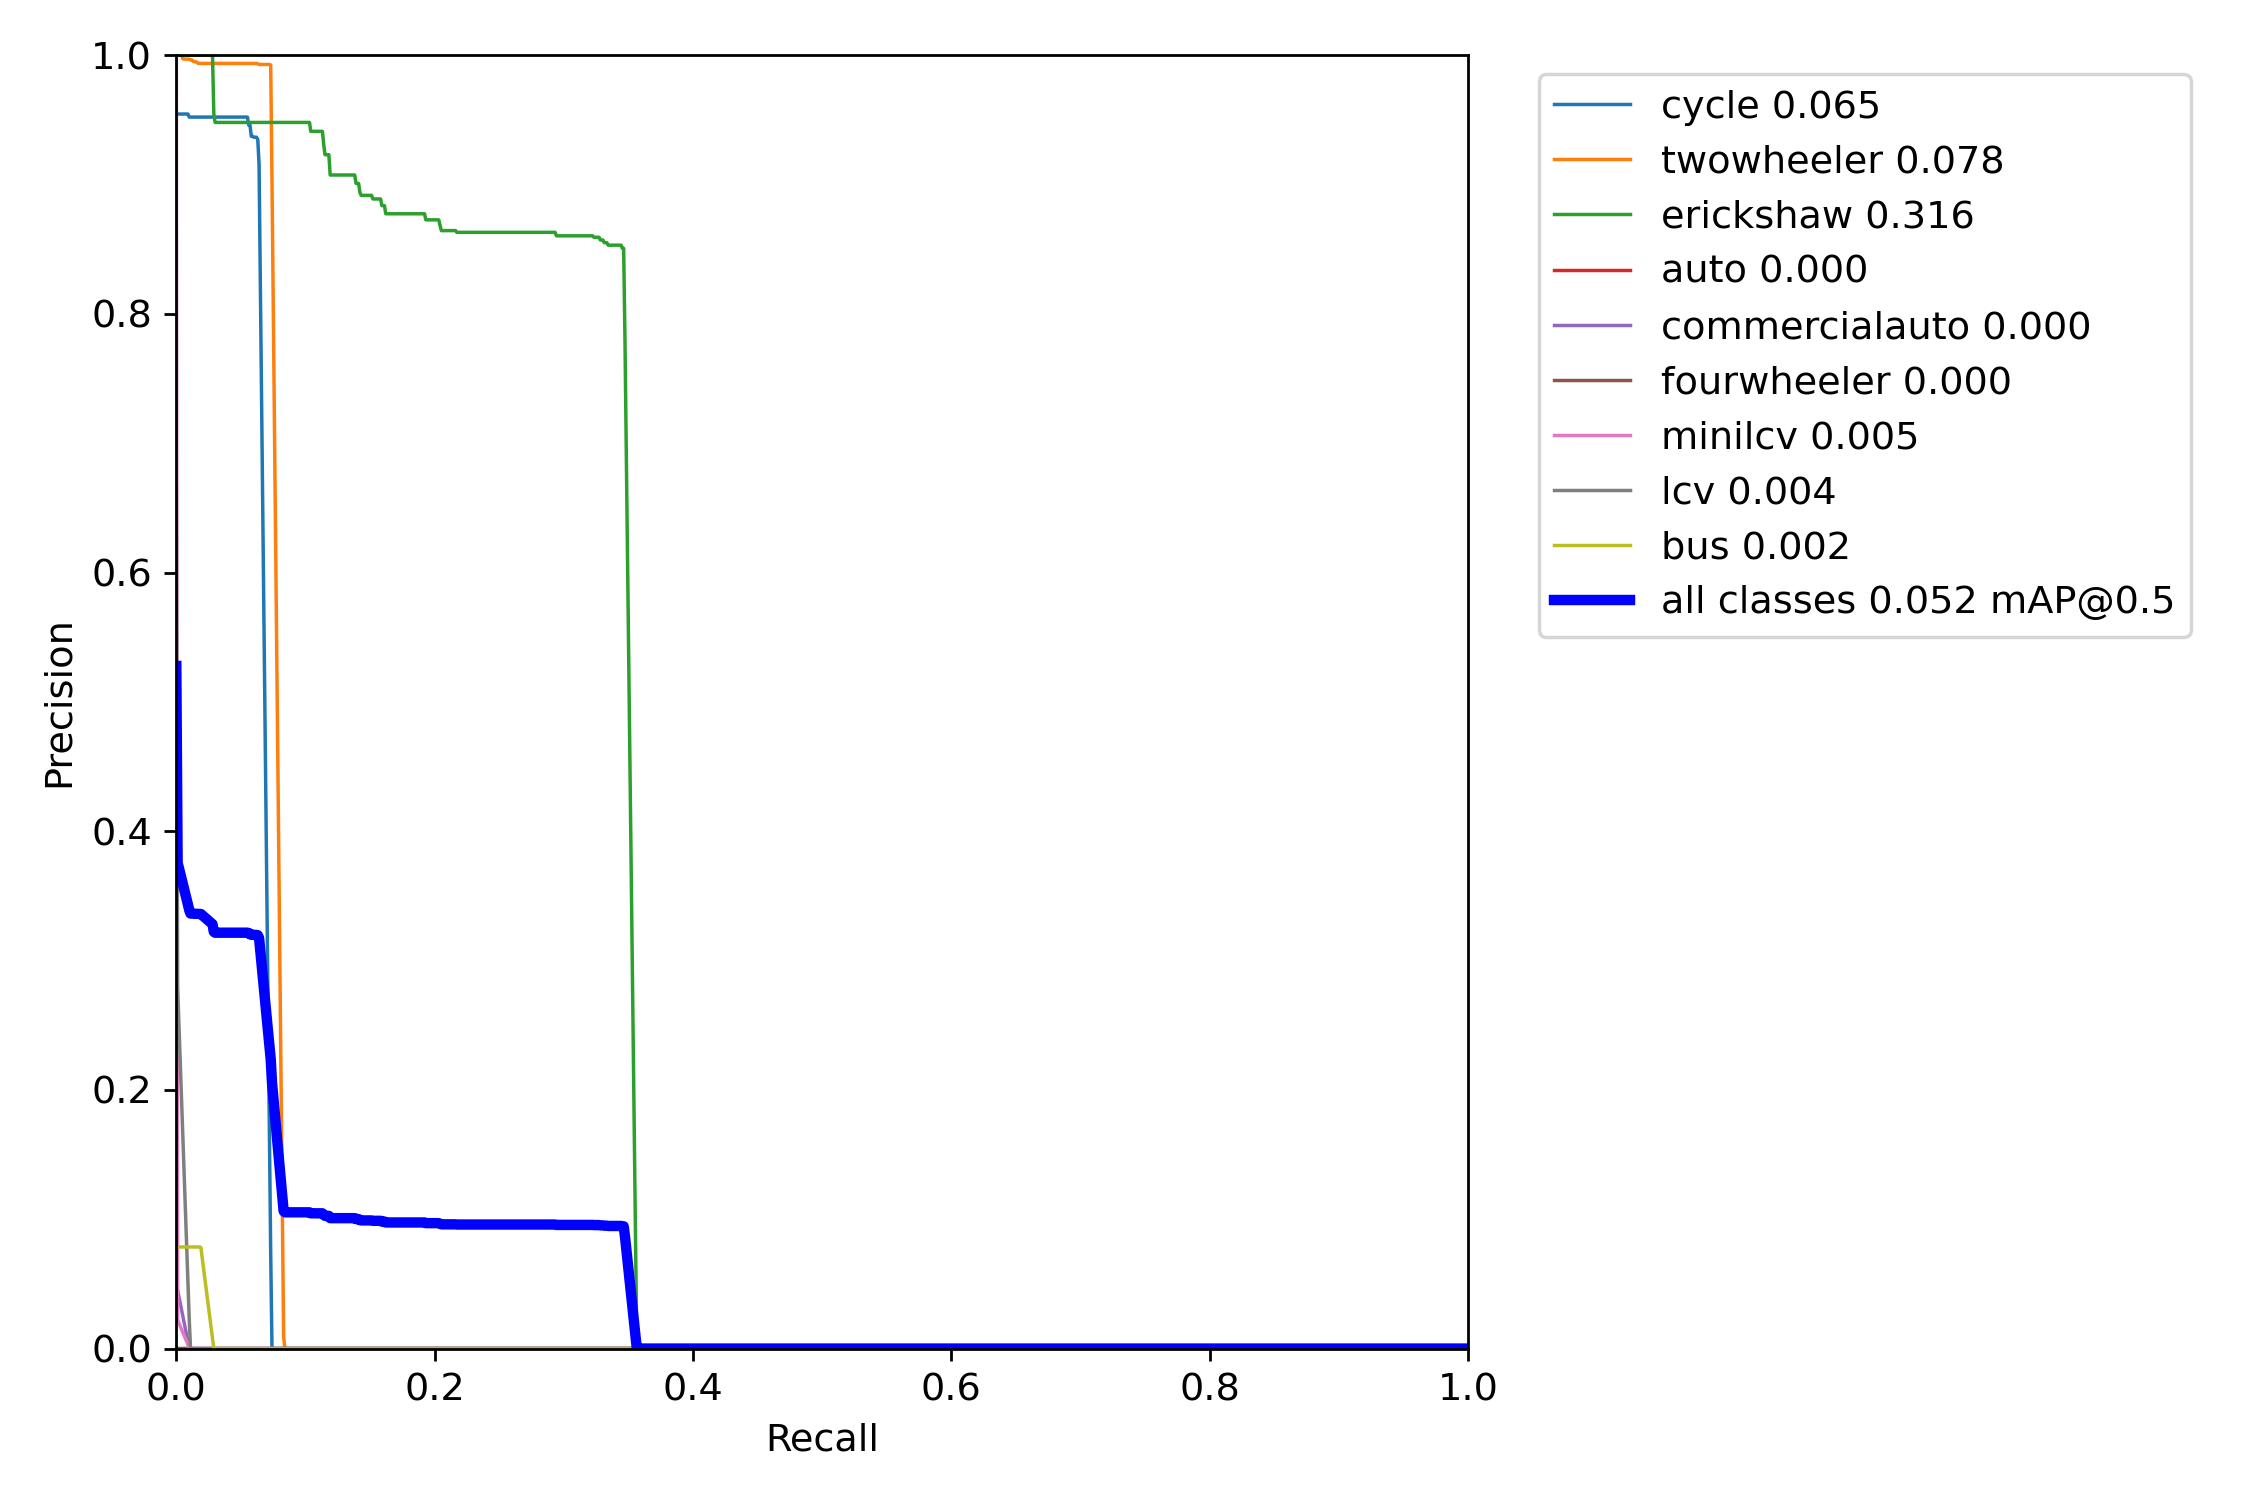 1.0
0.8
0.6
0.4
0.2
0.0
Precision
0.0 0.2 0.4 0.6 0.8 1.0
Recall
cycle 0.065
twowheeler 0.078
erickshaw 0.316
auto 0.000
commercialauto 0.000
fourwheeler 0.000
minilcv 0.005
lcv 0.004
bus 0.002
all classes 0.052 mAP@0.5